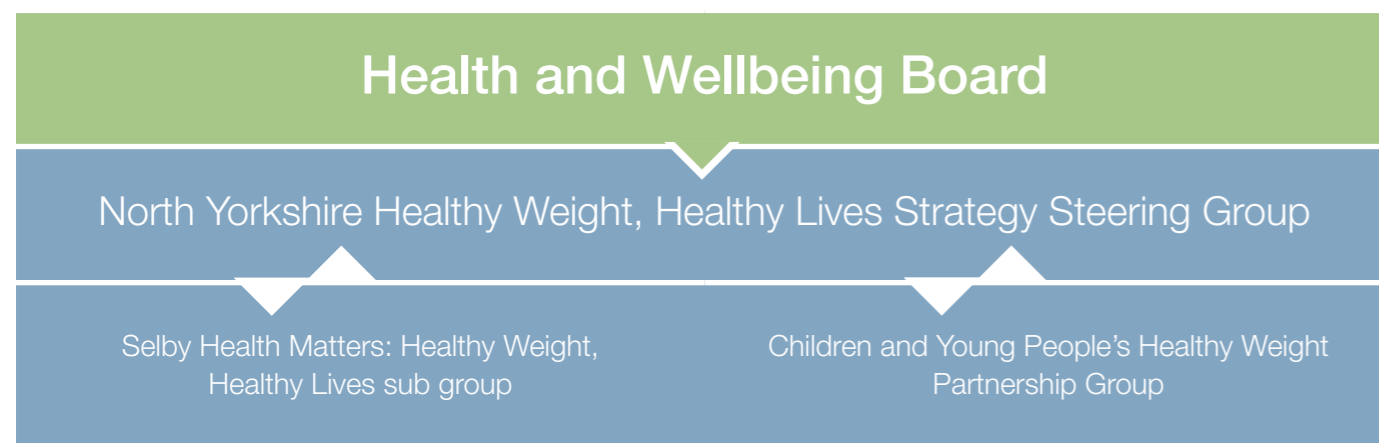 Health and Wellbeing Board
North Yorkshire Healthy Weight, Healthy Lives Strategy Steering Group
Selby Health Matters: Healthy Weight,
Healthy Lives sub group
Children and Young People’s Healthy Weight
Partnership Group